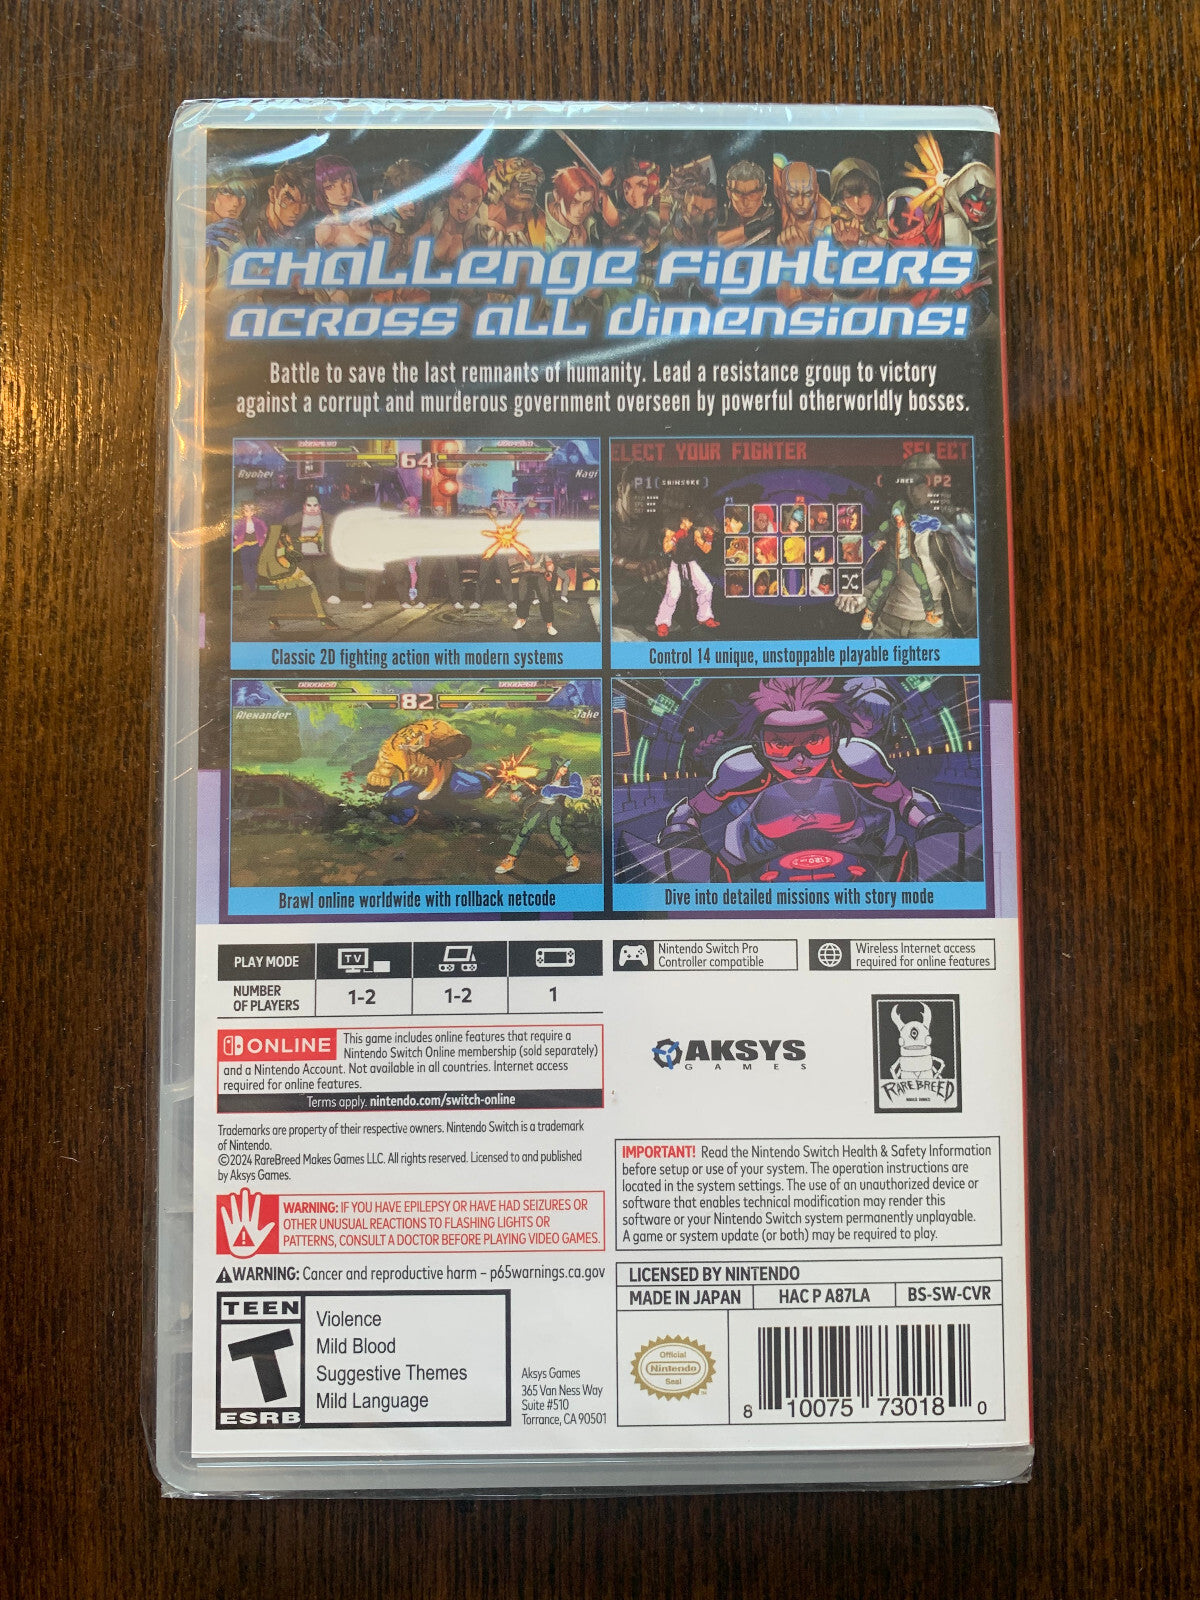 Challenge Fighters
Across All Dimensions!
Battle to save the last remnants of humanity. Lead a resistance group to victory
against a corrupt and murderous government overseen by powerful otherworldly bosses.
Ryohei
64
Nagi
Classic 2D fighting action with modern systems
ELECT YOUR FIGHTER
SELECT
P1
P2
Control 14 unique, unstoppable playable fighters
82
Alexander
Jake
Brawl online worldwide with rollback netcode
Dive into detailed missions with story mode
PLAY MODE
TV
NUMBER
OF PLAYERS
1-2
1-2
1
Nintendo Switch Pro
Controller compatible
Wireless Internet access
required for online features
ONLINE
This game includes online features that require a
Nintendo Switch Online membership (sold separately)
and a Nintendo Account. Not available in all countries. Internet access
required for online features.
Terms apply. nintendo.com/switch-online
AKSYS
GAMES
RARE BREED
MAKES GAMES
Trademarks are property of their respective owners. Nintendo Switch is a trademark
of Nintendo.
©2024 RareBreed Makes Games LLC. All rights reserved. Licensed to and published
by Aksys Games.
WARNING: IF YOU HAVE EPILEPSY OR HAVE HAD SEIZURES OR
OTHER UNUSUAL REACTIONS TO FLASHING LIGHTS OR
PATTERNS, CONSULT A DOCTOR BEFORE PLAYING VIDEO GAMES.
WARNING: Cancer and reproductive harm – p65warnings.ca.gov
IMPORTANT! Read the Nintendo Switch Health & Safety Information
before setup or use of your system. The operation instructions are
located in the system settings. The use of an unauthorized device or
software that enables technical modification may render this
software or your Nintendo Switch system permanently unplayable.
A game or system update (or both) may be required to play.
LICENSED BY NINTENDO
MADE IN JAPAN
HAC P A87LA
BS-SW-CVR
TEEN
T
ESRB
Violence
Mild Blood
Suggestive Themes
Mild Language
Aksys Games
365 Van Ness Way
Suite #510
Torrance, CA 90501
Official
Nintendo
Seal
8 10075 73018 0